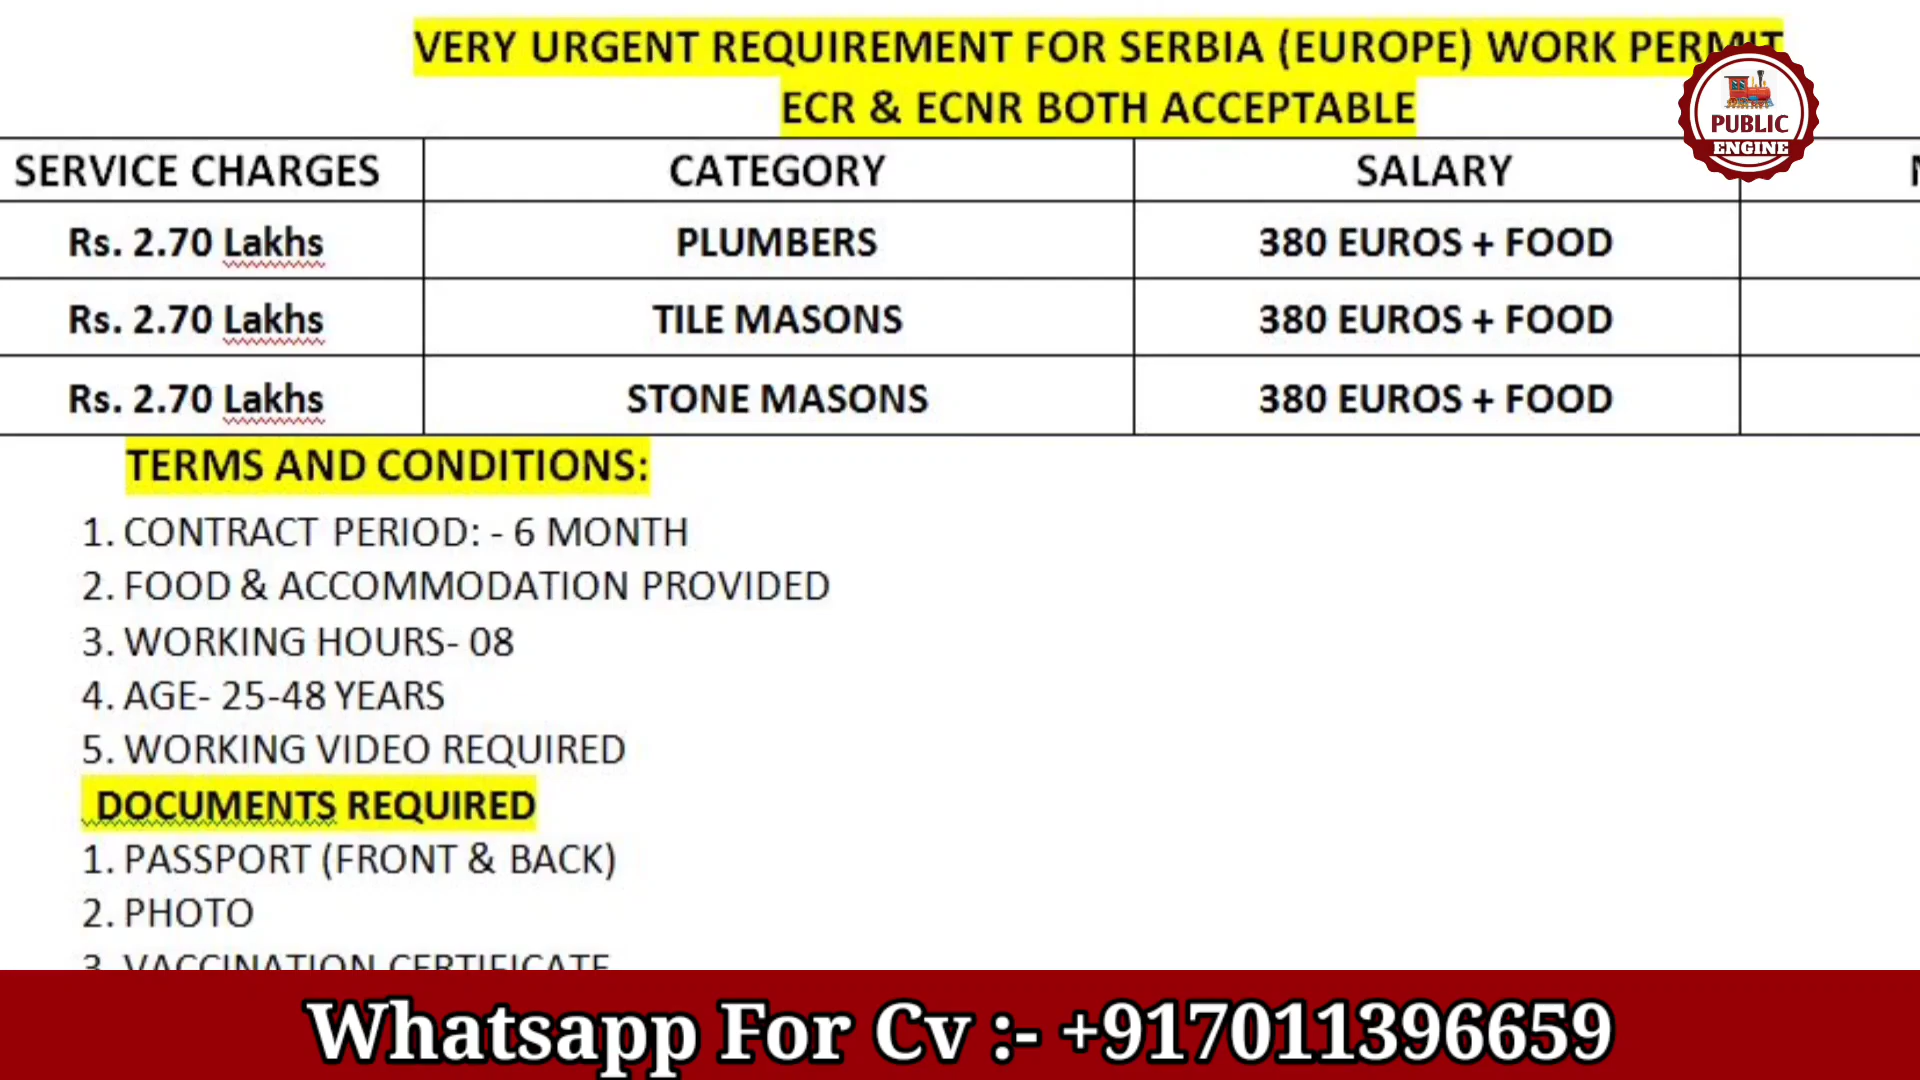 VERY URGENT REQUIREMENT FOR SERBIA (EUROPE) WORK PERMIT
ECR & ECNR BOTH ACCEPTABLE
PUBLIC
ENGINE
SERVICE CHARGES CATEGORY SALARY
Rs. 2.70 Lakhs PLUMBERS 380 EUROS + FOOD
Rs. 2.70 Lakhs TILE MASONS 380 EUROS + FOOD
Rs. 2.70 Lakhs STONE MASONS 380 EUROS + FOOD
TERMS AND CONDITIONS:
1. CONTRACT PERIOD: - 6 MONTH
2. FOOD & ACCOMMODATION PROVIDED
3. WORKING HOURS- 08
4. AGE- 25-48 YEARS
5. WORKING VIDEO REQUIRED
DOCUMENTS REQUIRED
1. PASSPORT (FRONT & BACK)
2. PHOTO
3. VACCINATION CERTIFICATE
Whatsapp For Cv :- +917011396659